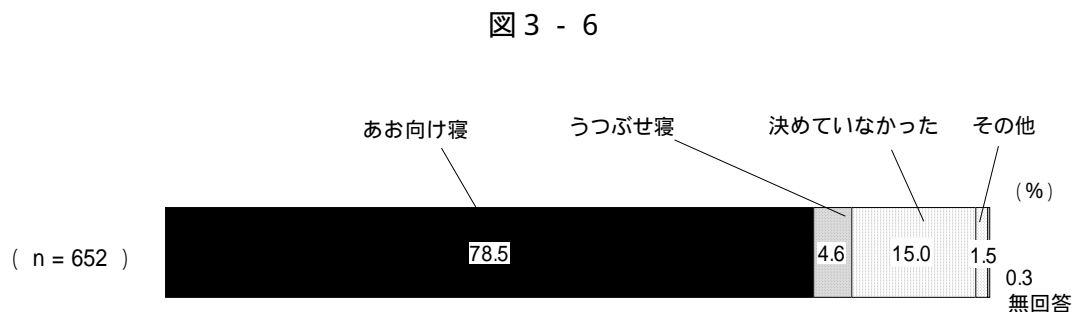 図3-6
あお向け寝 うつぶせ寝 決めていなかった その他
(%)
( n = 652 ) 78.5 4.6 15.0 1.5
0.3
無回答